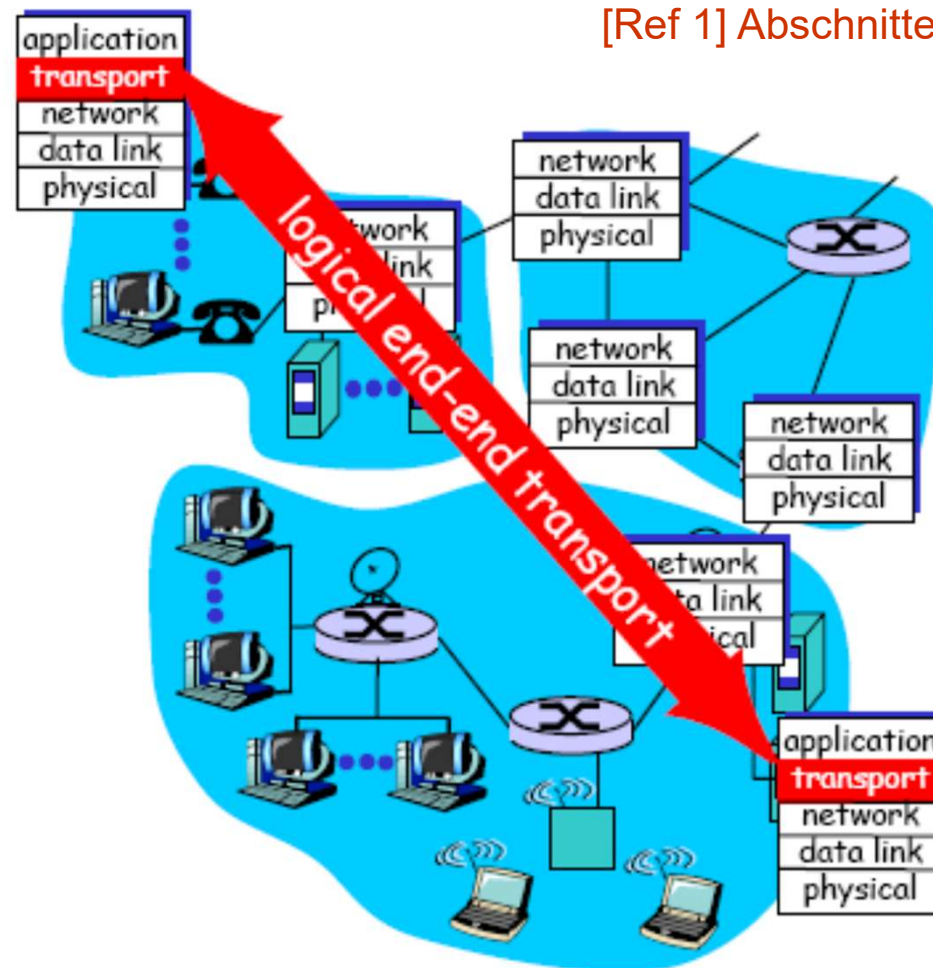 [Ref 1] Abschnitte
application
transport
network
data link
physical
network
data link
physical
logical end-end transport
network
data link
physical
network
data link
physical
application
transport
network
data link
physical